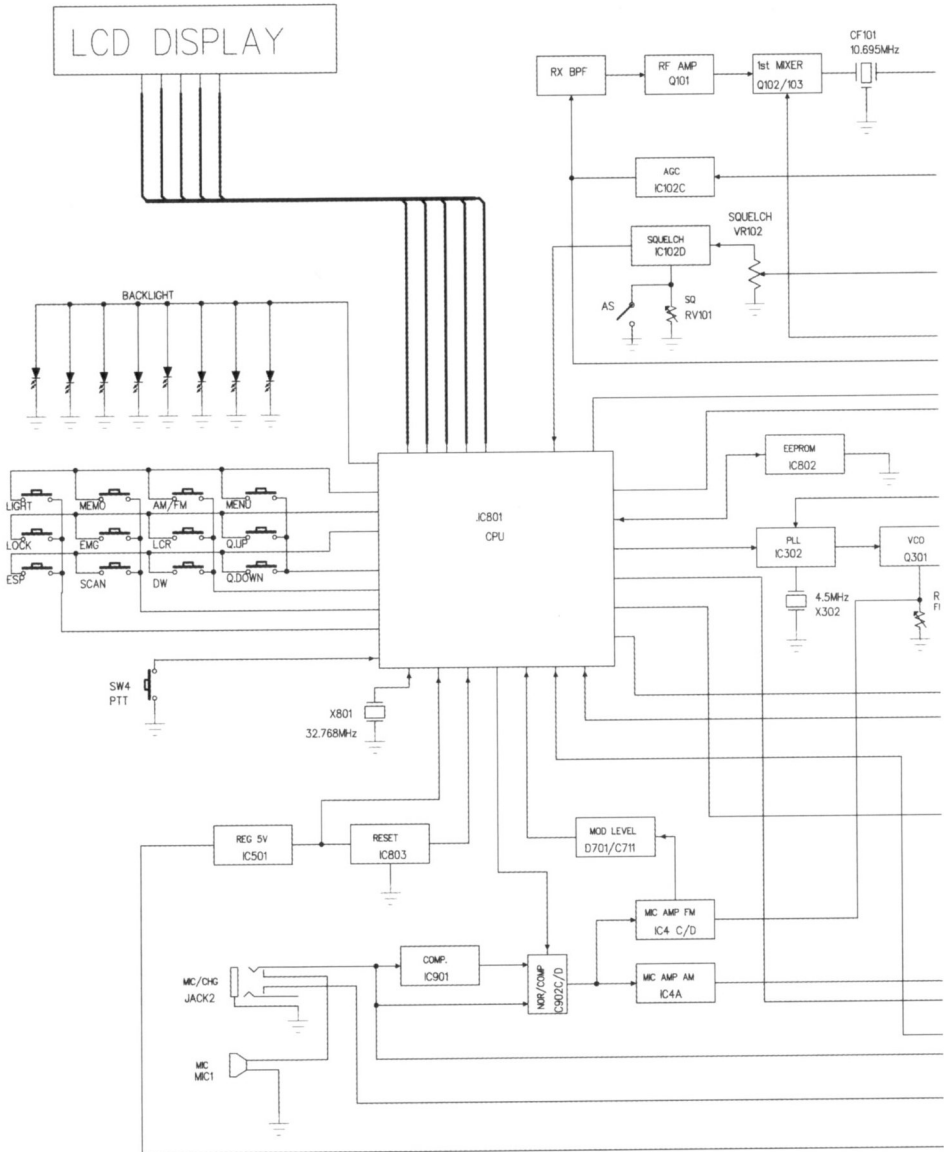 LCD DISPLAY
CF101
10.695MHz
RX BPF
RF AMP
Q101
1st MIXER
Q102/103
AGC
IC102C
SQUELCH
VR102
SQUELCH
IC102D
AS
SQ
RV101
BACKLIGHT
LIGHT
MEMO
AM/FM
MENU
LOCK
EMG
LCR
Q.UP
ESP
SCAN
DW
Q.DOWN
IC801
CPU
EEPROM
IC802
PLL
IC302
VCO
Q301
4.5MHz
X302
R
SW4
PTT
X801
32.768MHz
REG 5V
IC501
RESET
IC803
MOD LEVEL
D701/C711
MIC AMP FM
IC4 C/D
COMP.
IC901
NOR/COMP
IC902C/D
MIC AMP AM
IC4A
MIC/CHG
JACK2
MIC
MIC1